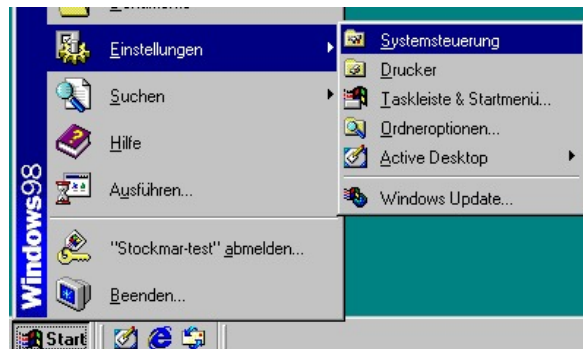 Dokumente
Einstellungen
Suchen
Hilfe
Ausführen...
"Stockmar-test" abmelden...
Beenden...
Windows98
Systemsteuerung
Drucker
Taskleiste & Startmenü...
Ordneroptionen...
Active Desktop
Windows Update...
Start